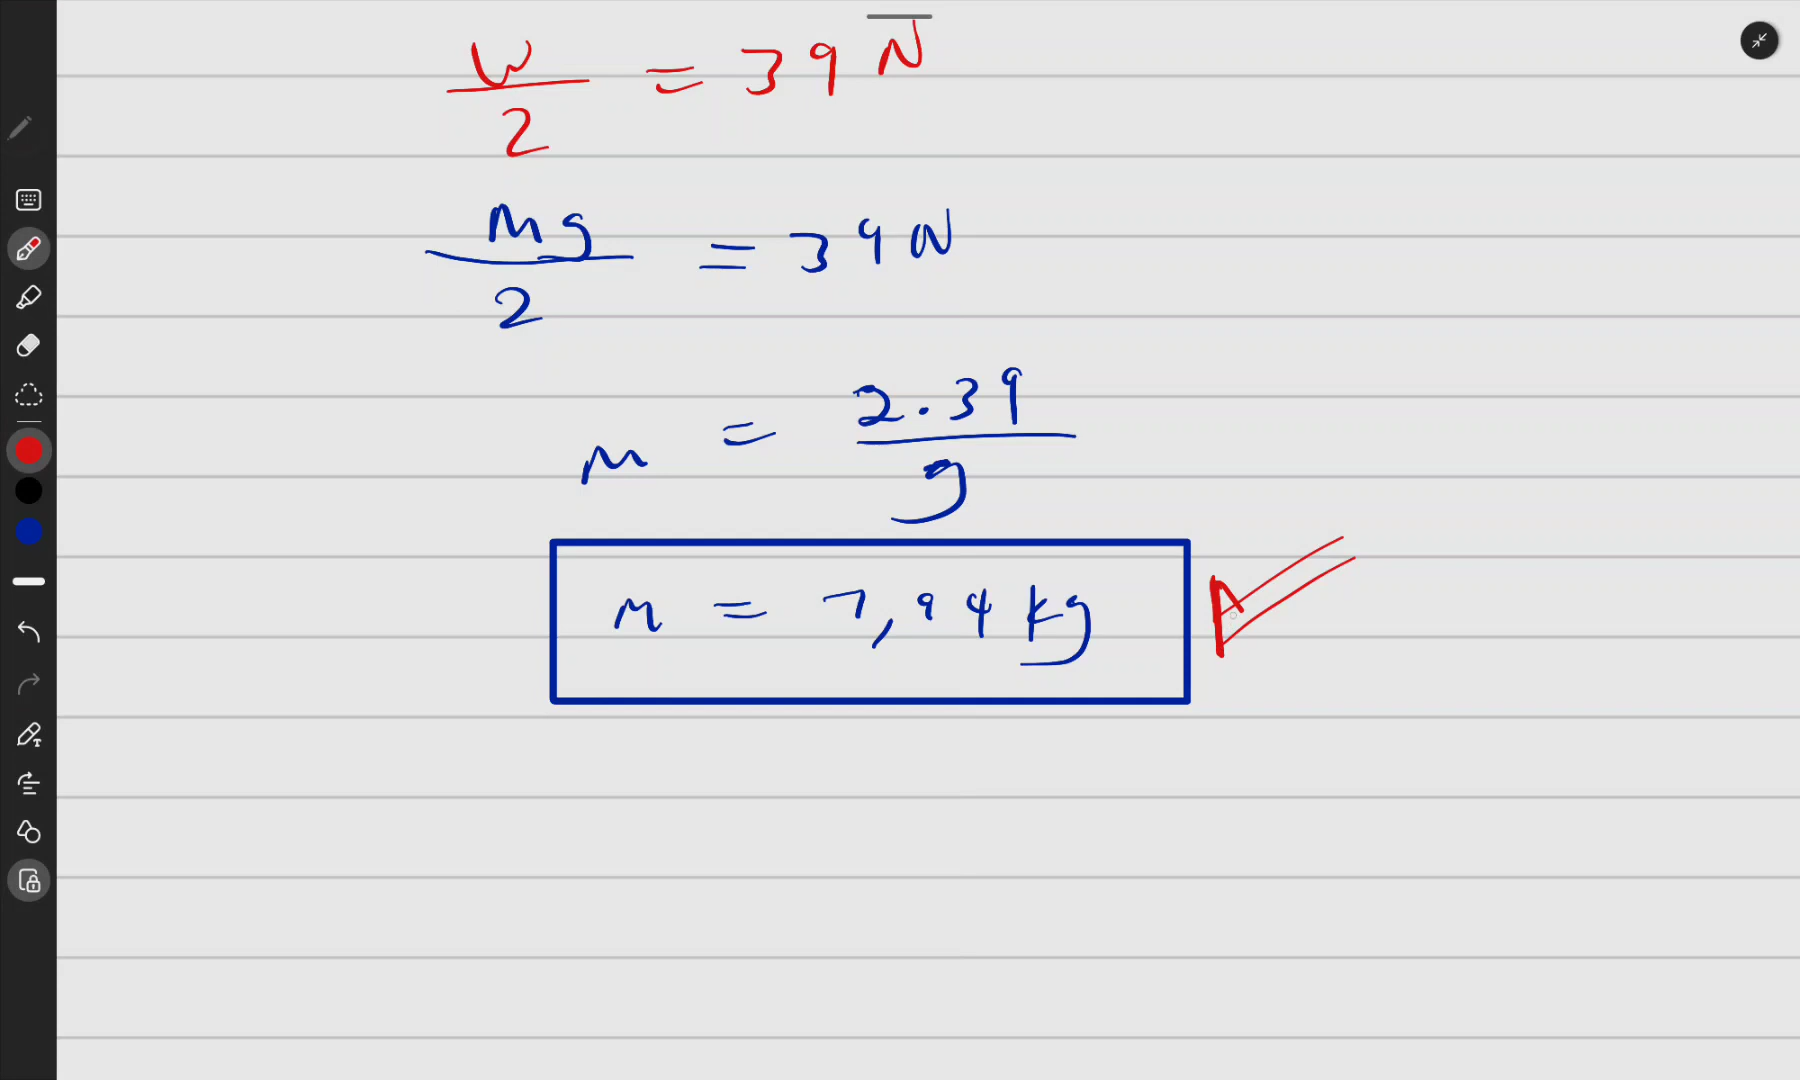 W/2 = 39 N
mg/2 = 39 N
m = 2.39/g
m = 7,94 kg A